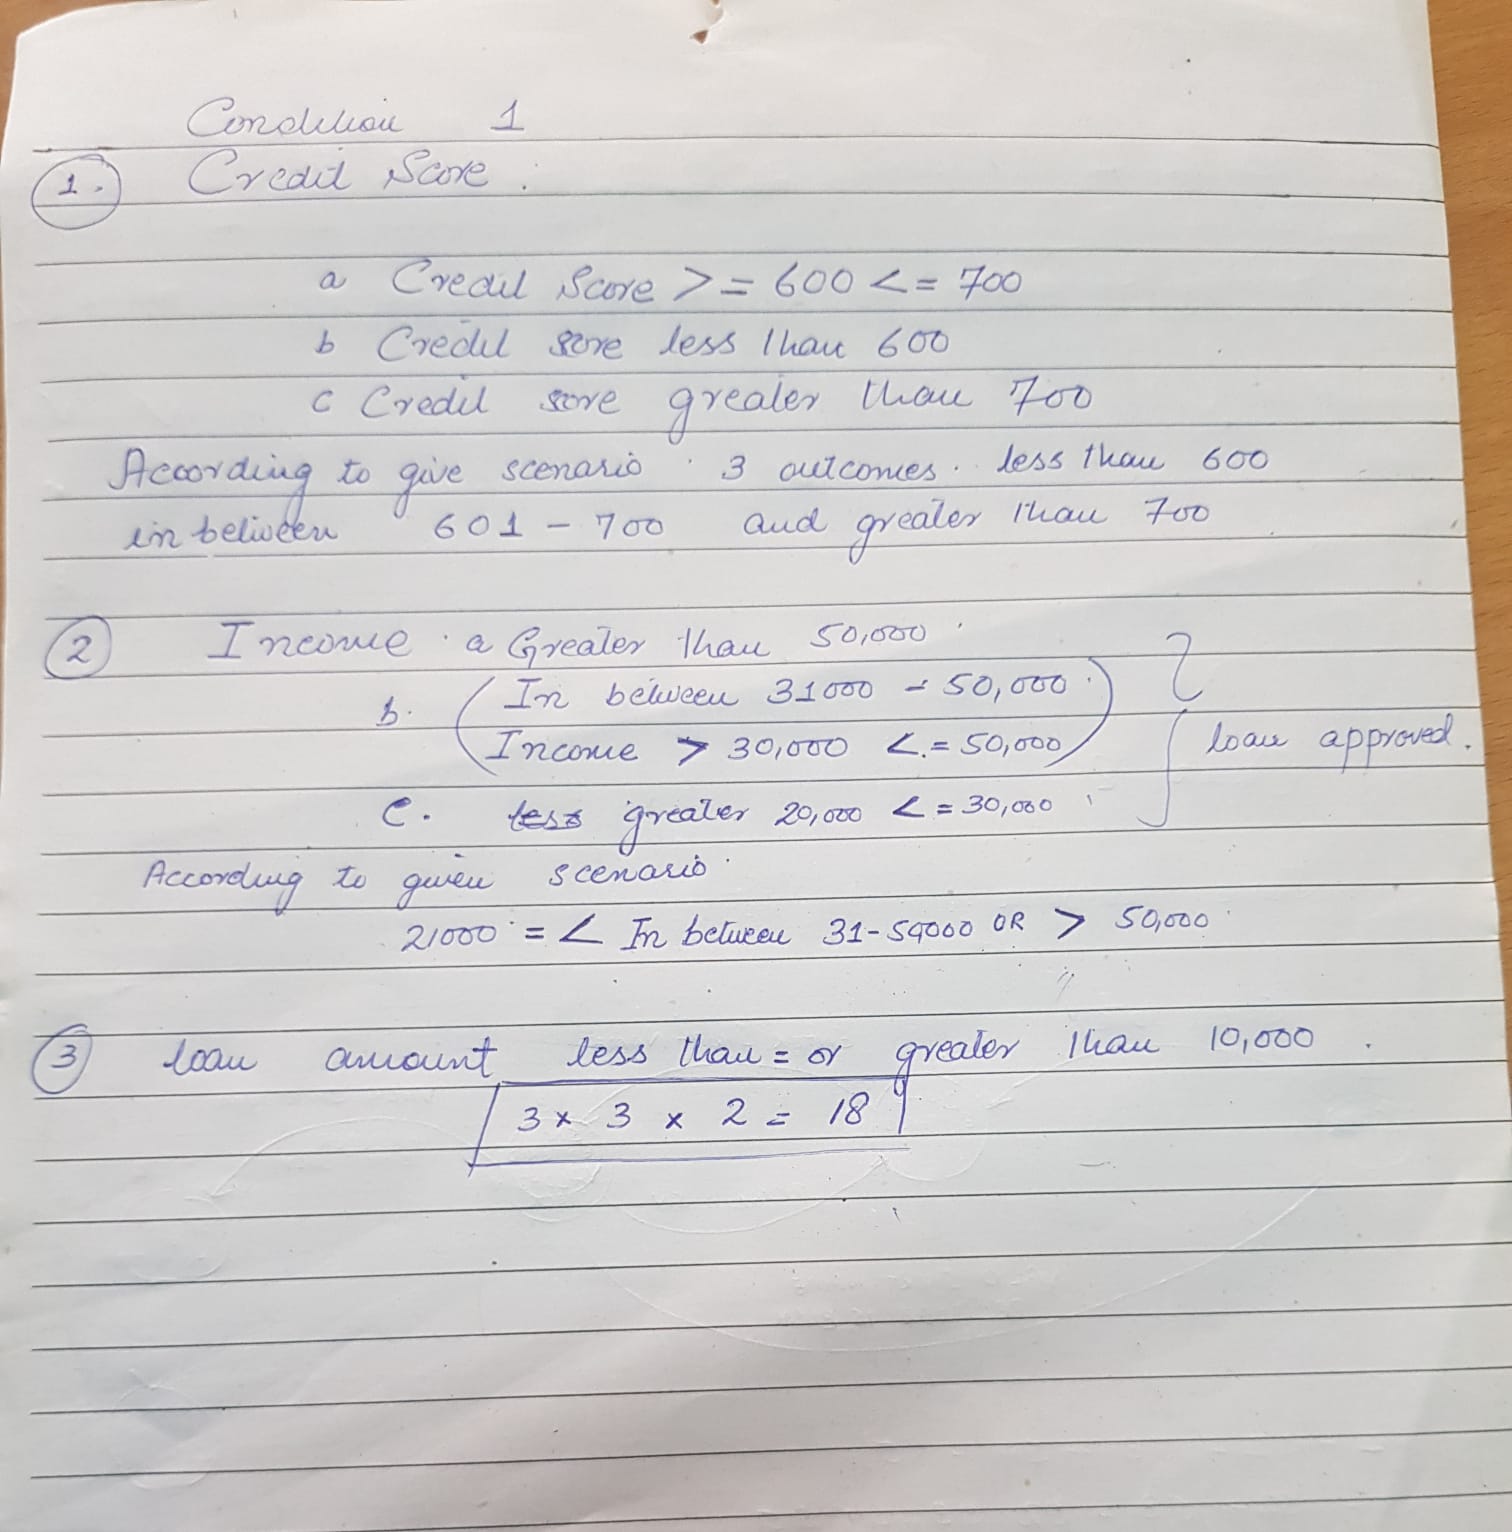 Condition 1
1. Credit Score.
a Credit Score >= 600 <= 700
b Credit score less than 600
c Credit score greater than 700
According to give scenario . 3 outcomes. less than 600
in between 601 - 700 and greater than 700
2 Income . a Greater than 50,000
b. (In between 31000 - 50,000.
Income > 30,000 <= 50,000)
loan approved.
c. less greater 20,000 <= 30,000
According to given scenario
21000 = < In between 31-50000 OR > 50,000
3 loan amount less than = or greater than 10,000 .
3 x 3 x 2 = 18